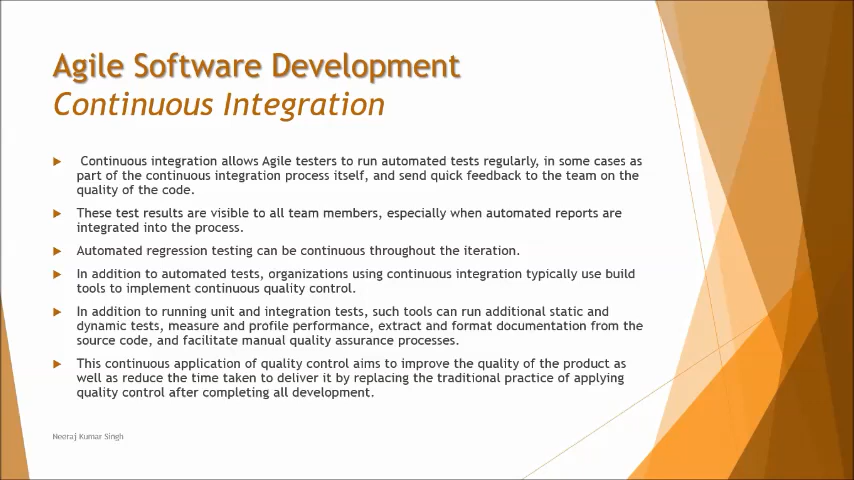 Agile Software Development
Continuous Integration
Continuous integration allows Agile testers to run automated tests regularly, in some cases as
part of the continuous integration process itself, and send quick feedback to the team on the
quality of the code.
These test results are visible to all team members, especially when automated reports are
integrated into the process.
Automated regression testing can be continuous throughout the iteration.
In addition to automated tests, organizations using continuous integration typically use build
tools to implement continuous quality control.
In addition to running unit and integration tests, such tools can run additional static and
dynamic tests, measure and profile performance, extract and format documentation from the
source code, and facilitate manual quality assurance processes.
This continuous application of quality control aims to improve the quality of the product as
well as reduce the time taken to deliver it by replacing the traditional practice of applying
quality control after completing all development.
Neeraj Kumar Singh